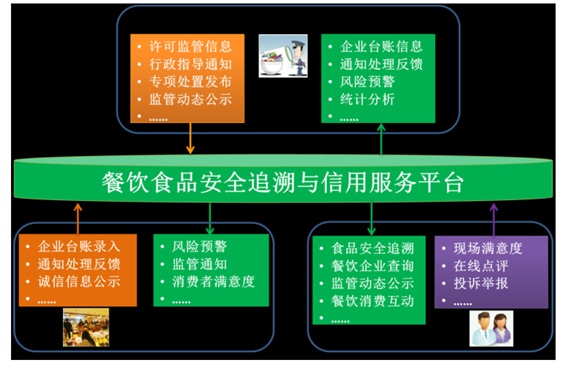 许可监管信息
行政指导通知
专项处置发布
监管动态公示
......
企业台账信息
通知处理反馈
风险预警
统计分析
......
餐饮食品安全追溯与信用服务平台
企业台账录入
通知处理反馈
诚信信息公示
......
风险预警
监管通知
消费者满意度
......
食品安全追溯
餐饮企业查询
监管动态公示
餐饮消费互动
......
现场满意度
在线点评
投诉举报
......